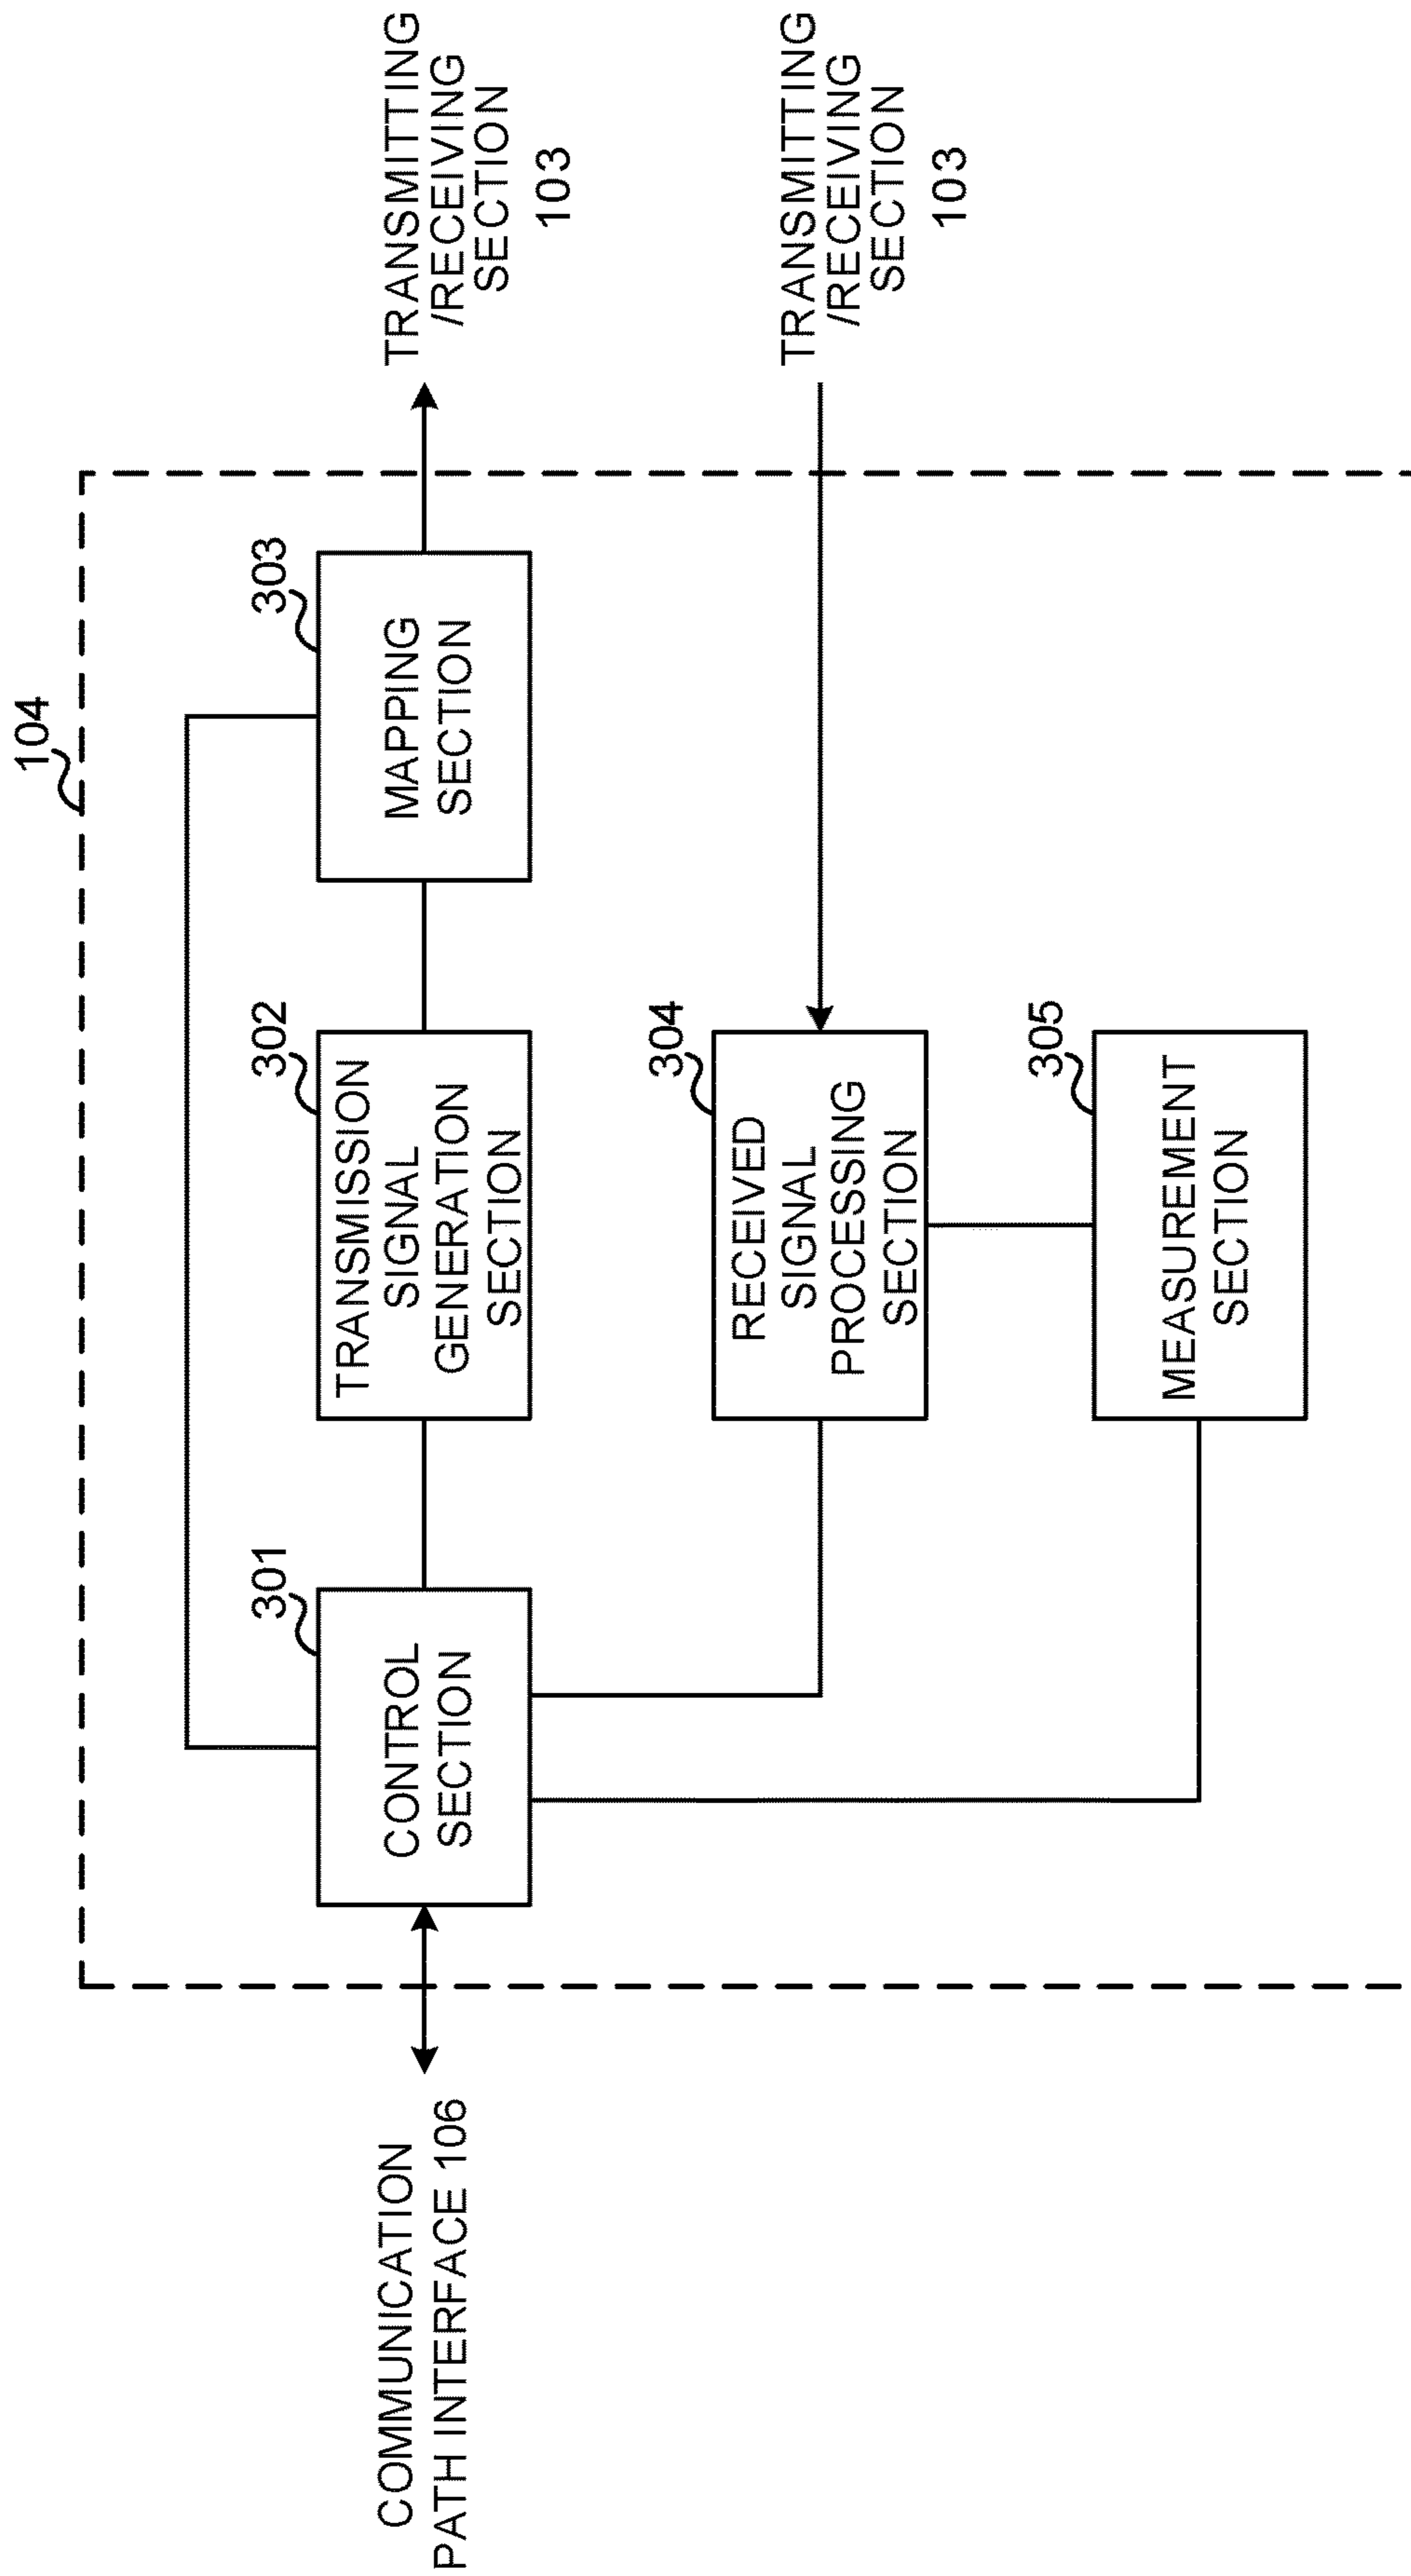 104
303
302
301
MAPPING
SECTION
TRANSMISSION
SIGNAL
GENERATION
SECTION
CONTROL
SECTION
COMMUNICATION
PATH INTERFACE 106
TRANSMITTING
/RECEIVING
SECTION
103
304
RECEIVED
SIGNAL
PROCESSING
SECTION
TRANSMITTING
/RECEIVING
SECTION
103
305
MEASUREMENT
SECTION